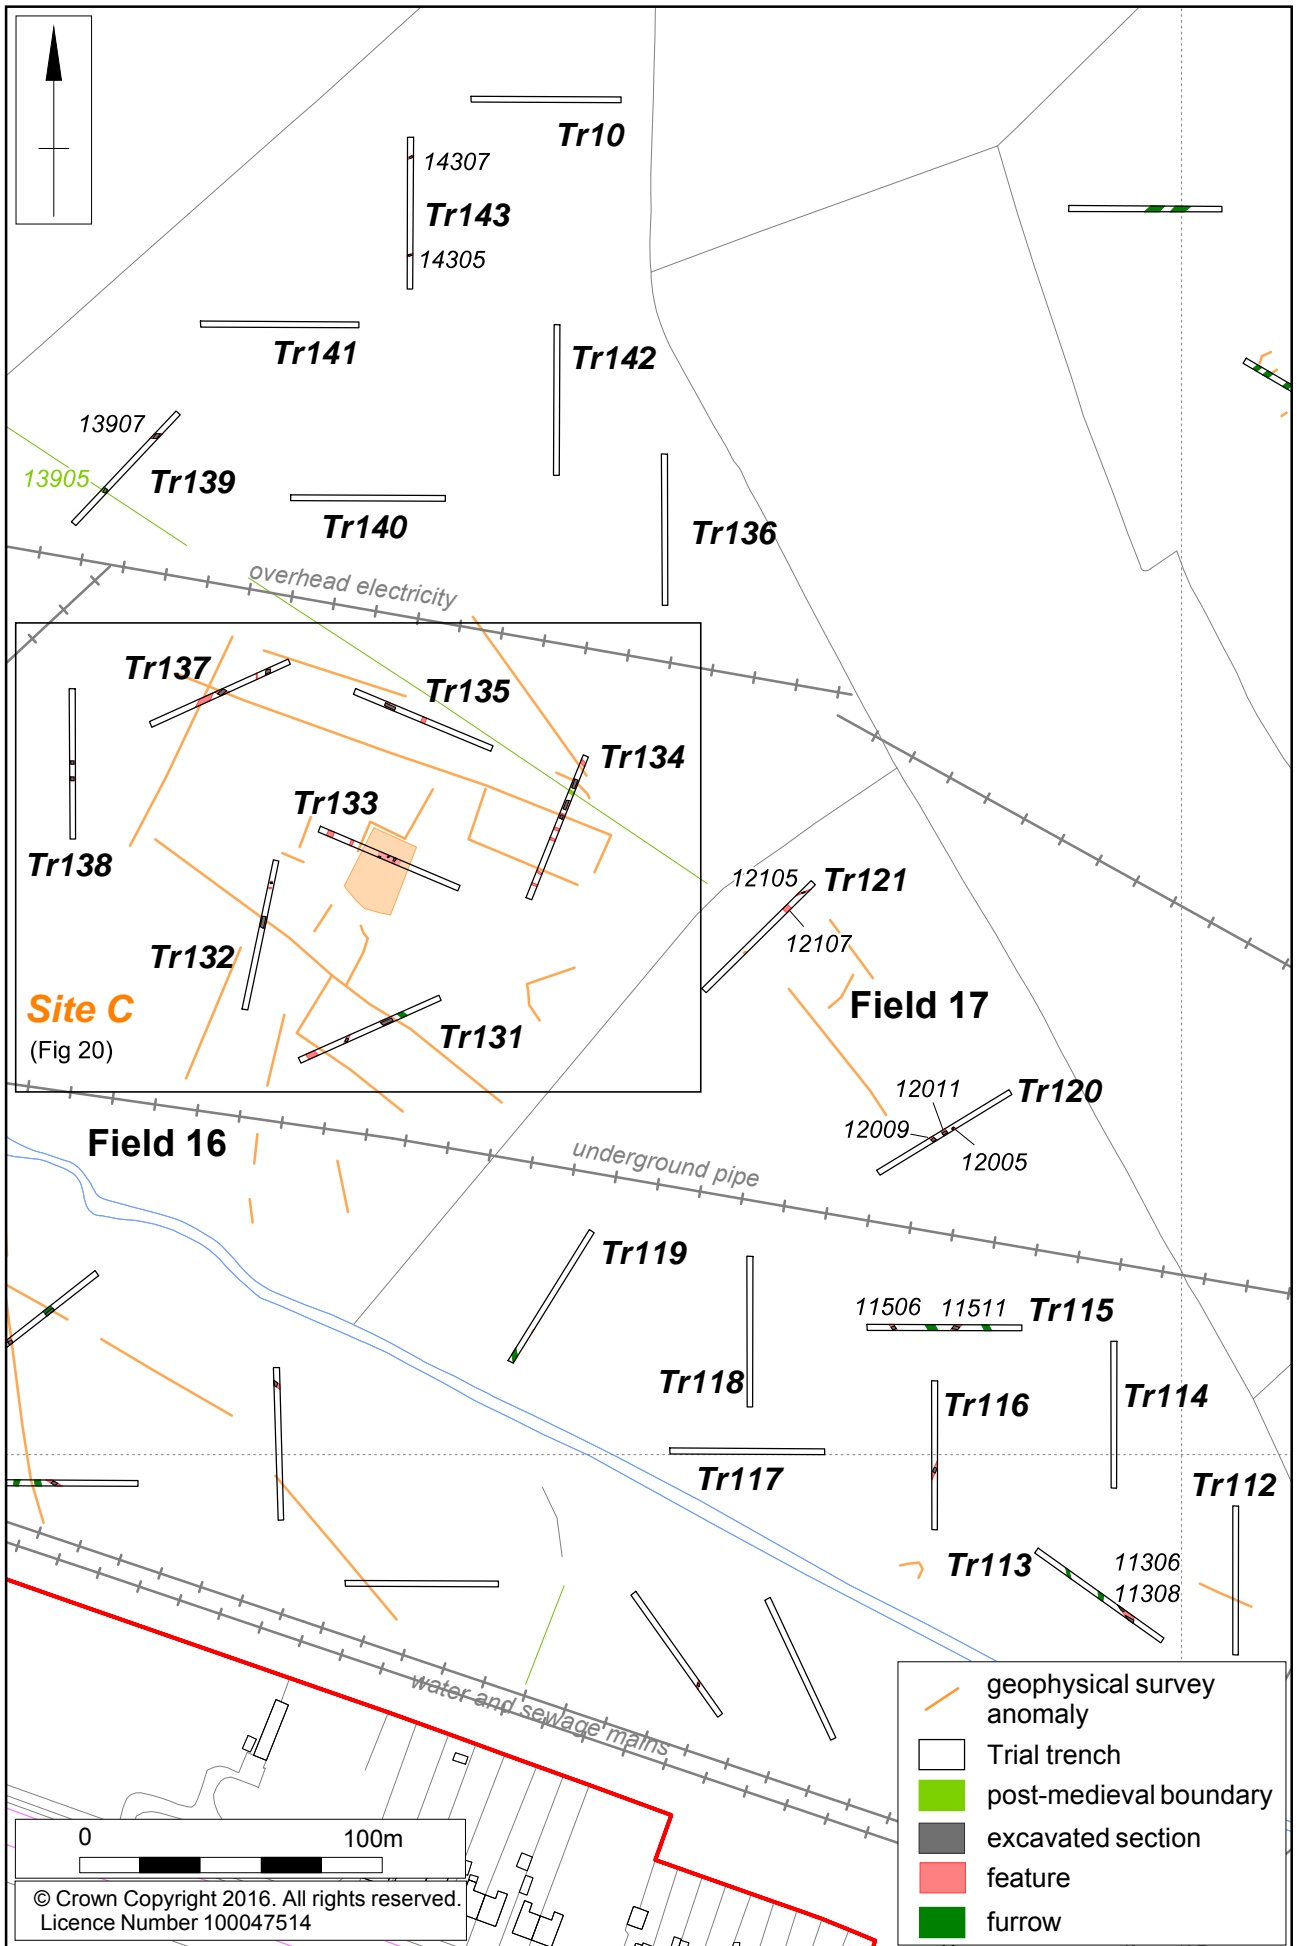 Tr10
14307
Tr143
14305
Tr141
Tr142
13907
13905
Tr139
Tr140
Tr136
overhead electricity
Tr137
Tr135
Tr134
Tr133
Tr138
12105
Tr121
12107
Tr132
Site C
(Fig 20)
Field 17
Tr131
12011
Tr120
12009
12005
Field 16
underground pipe
Tr119
11506
11511
Tr115
Tr118
Tr116
Tr114
Tr117
Tr112
Tr113
11306
11308
water and sewage mains
geophysical survey
anomaly
Trial trench
post-medieval boundary
excavated section
feature
furrow
0
100m
© Crown Copyright 2016. All rights reserved.
Licence Number 100047514